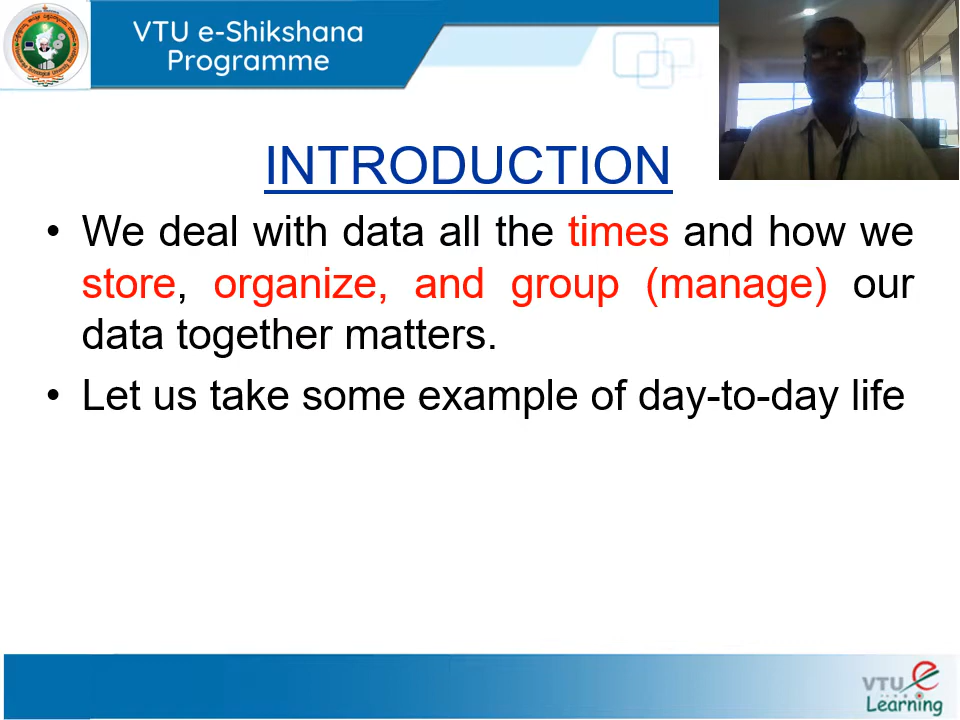 VTU e-Shikshana
Programme
INTRODUCTION
• We deal with data all the times and how we
store, organize, and group (manage) our
data together matters.
• Let us take some example of day-to-day life
VTU e
Learning